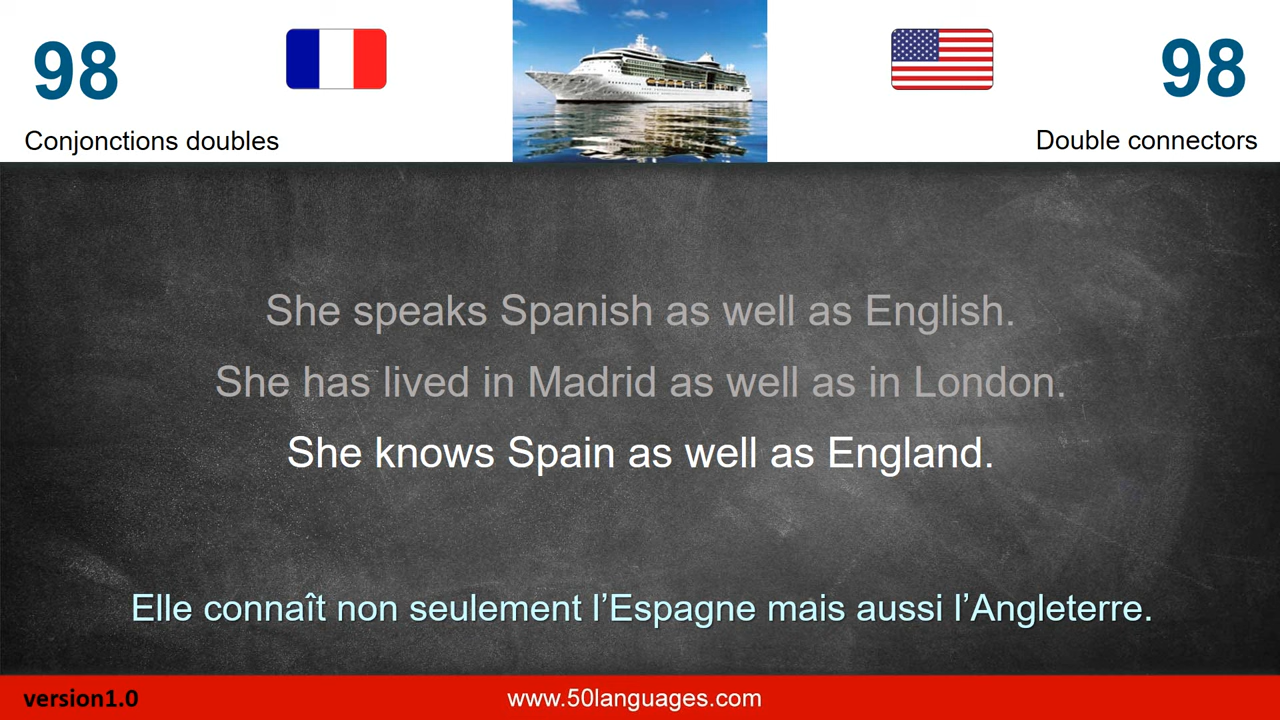 98
98
Conjonctions doubles
Double connectors
She speaks Spanish as well as English.
She has lived in Madrid as well as in London.
She knows Spain as well as England.
Elle connaît non seulement l’Espagne mais aussi l’Angleterre.
version1.0
www.50languages.com